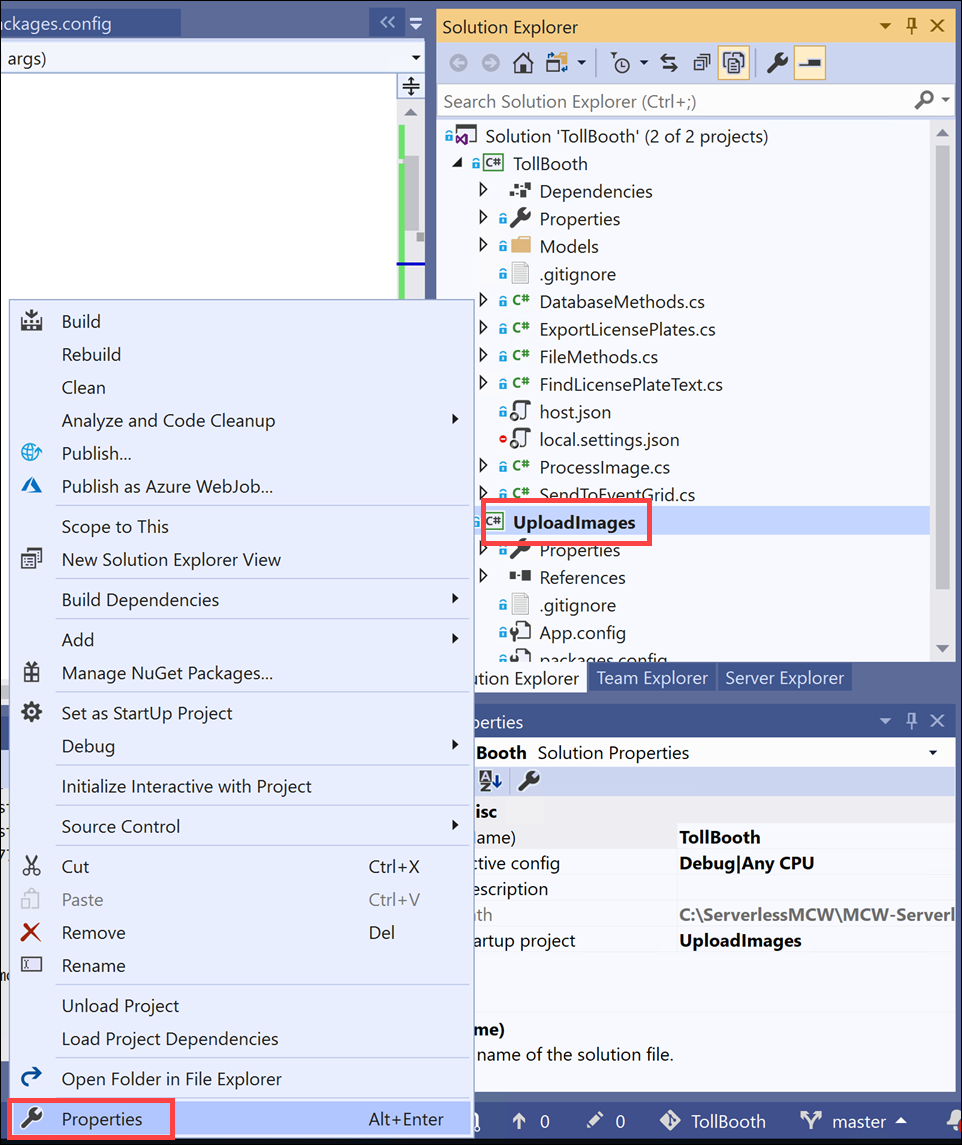 ckages.config
args)
Solution Explorer
Search Solution Explorer (Ctrl+;)
Solution 'TollBooth' (2 of 2 projects)
C# TollBooth
Dependencies
Properties
Models
.gitignore
C# DatabaseMethods.cs
C# ExportLicensePlates.cs
C# FileMethods.cs
C# FindLicensePlateText.cs
host.json
local.settings.json
C# ProcessImage.cs
C# SendToEventGrid.cs
C# UploadImages
Properties
References
.gitignore
App.config
packages.config
ution Explorer
Team Explorer
Server Explorer
Build
Rebuild
Clean
Analyze and Code Cleanup
Publish...
Publish as Azure WebJob...
Scope to This
New Solution Explorer View
Build Dependencies
Add
Manage NuGet Packages...
Set as StartUp Project
Debug
Initialize Interactive with Project
Source Control
Cut Ctrl+X
Paste Ctrl+V
Remove Del
Rename
Unload Project
Load Project Dependencies
Open Folder in File Explorer
Properties Alt+Enter
perties
Booth Solution Properties
isc
ame) TollBooth
ctive config Debug|Any CPU
escription
th C:\ServerlessMCW\MCW-Serverl
artup project UploadImages
me)
name of the solution file.
0 0 TollBooth master